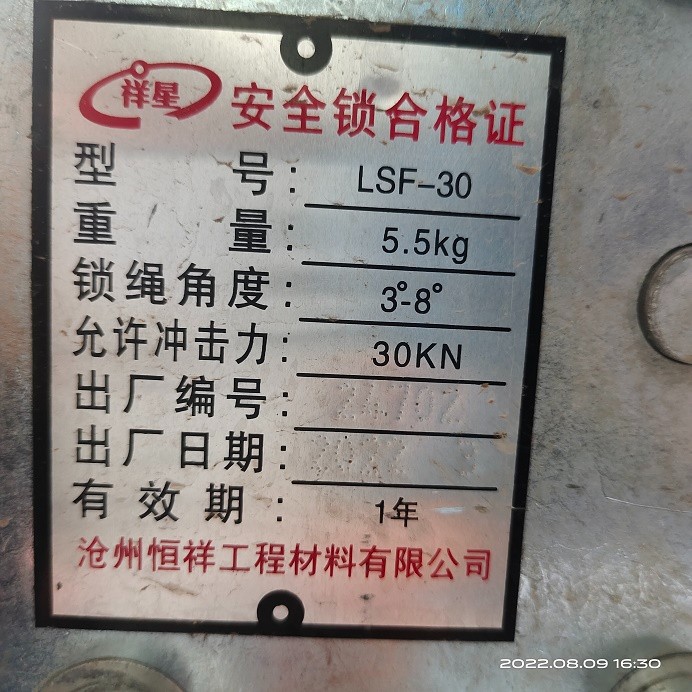 祥星 安全锁合格证
型号: LSF-30
重量: 5.5kg
锁绳角度: 3°-8°
允许冲击力: 30KN
出厂编号:
出厂日期:
有效期: 1年
沧州恒祥工程材料有限公司
2022.08.09 16:30